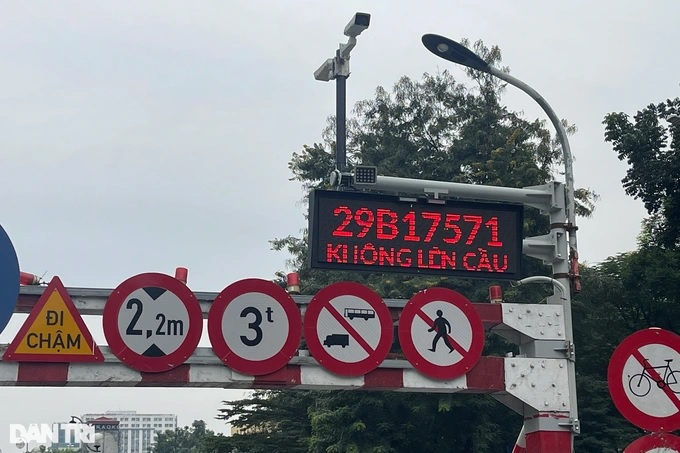 29B17571
KHÔNG LÊN CẦU
ĐI
CHẬM
2,2m
3t
DÂN TRÍ